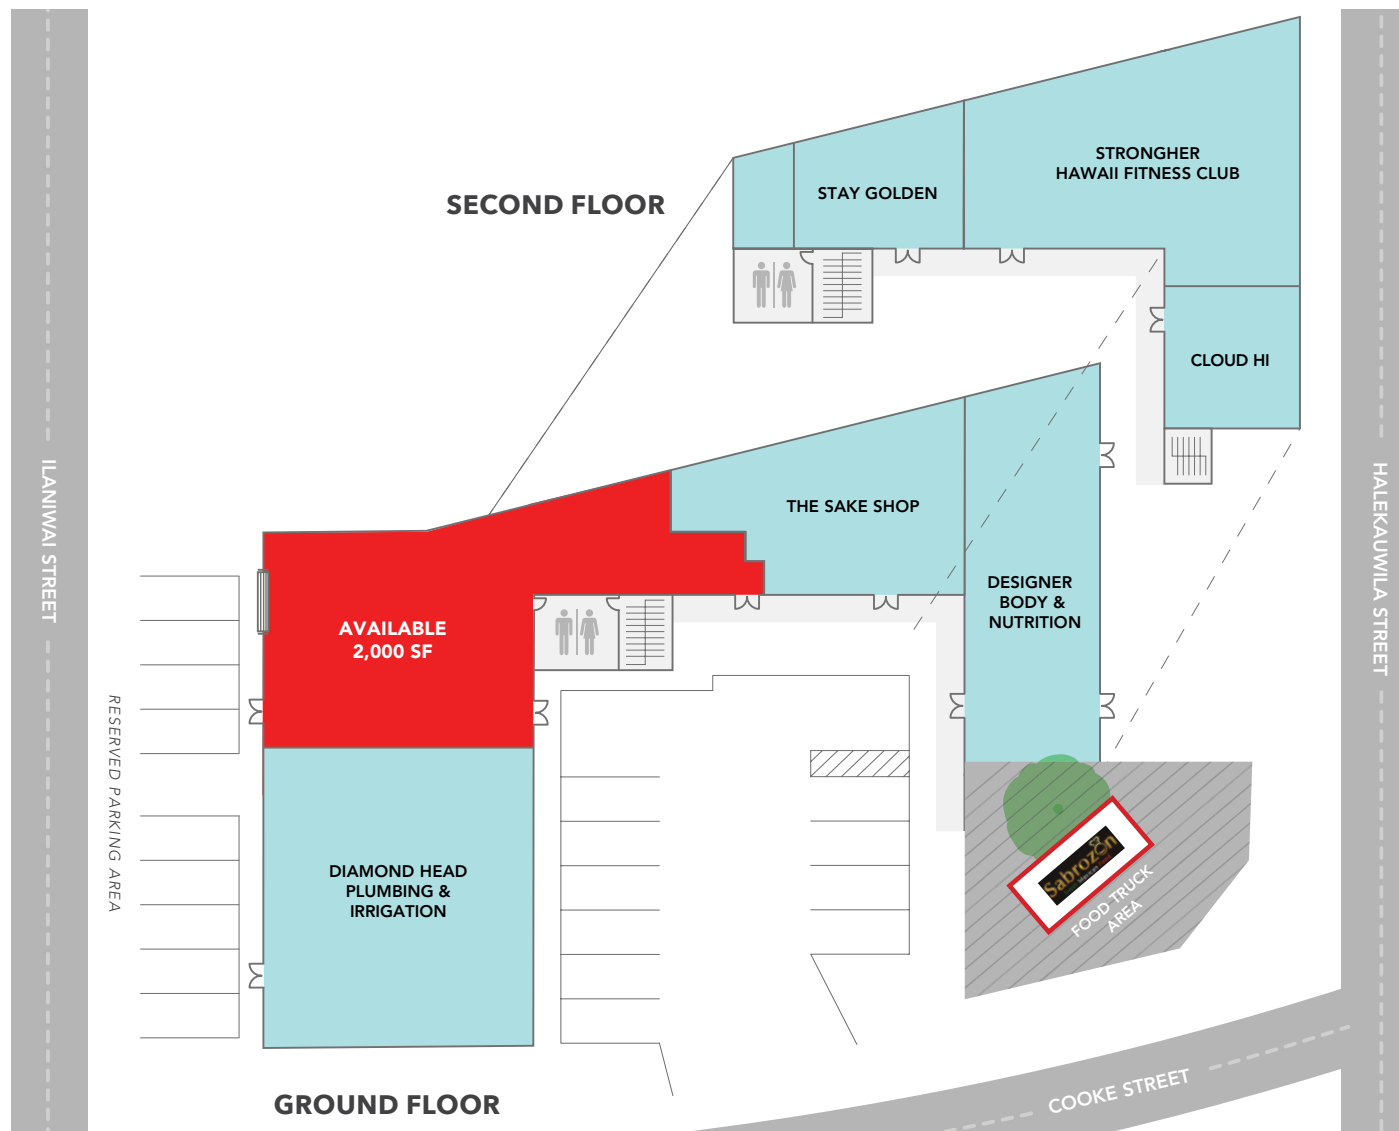 STRONGHER
HAWAII FITNESS CLUB
STAY GOLDEN
SECOND FLOOR
CLOUD HI
ILANIWAI STREET
HALEKAUWILA STREET
THE SAKE SHOP
DESIGNER
BODY &
NUTRITION
AVAILABLE
2,000 SF
RESERVED PARKING AREA
DIAMOND HEAD
PLUMBING &
IRRIGATION
Sabrozon
FOOD TRUCK
AREA
COOKE STREET
GROUND FLOOR